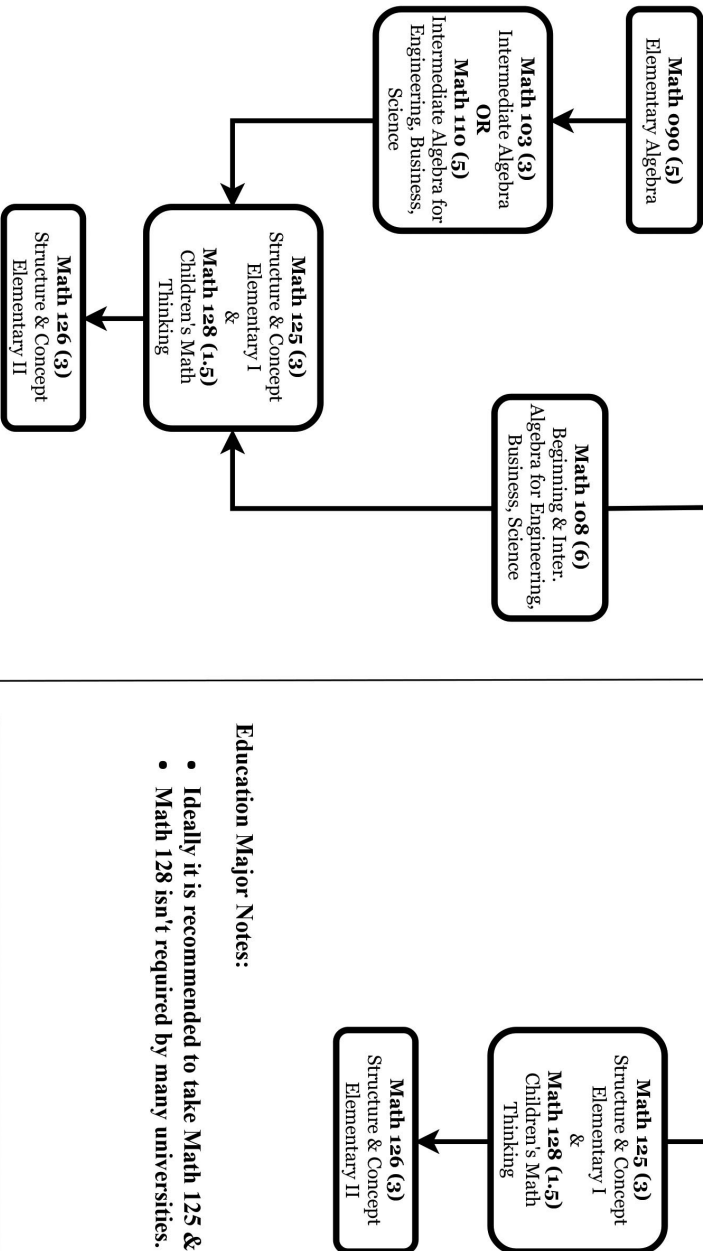 Math 090 (5)
Elementary Algebra
Math 103 (3)
Intermediate Algebra
OR
Math 110 (5)
Intermediate Algebra for
Engineering, Business,
Science
Math 108 (6)
Beginning & Inter.
Algebra for Engineering,
Business, Science
Math 125 (3)
Structure & Concept
Elementary I
&
Math 128 (1.5)
Children's Math
Thinking
Math 126 (3)
Structure & Concept
Elementary II
Math 125 (3)
Structure & Concept
Elementary I
&
Math 128 (1.5)
Children's Math
Thinking
Math 126 (3)
Structure & Concept
Elementary II
Education Major Notes:
• Ideally it is recommended to take Math 125 &
• Math 128 isn't required by many universities.